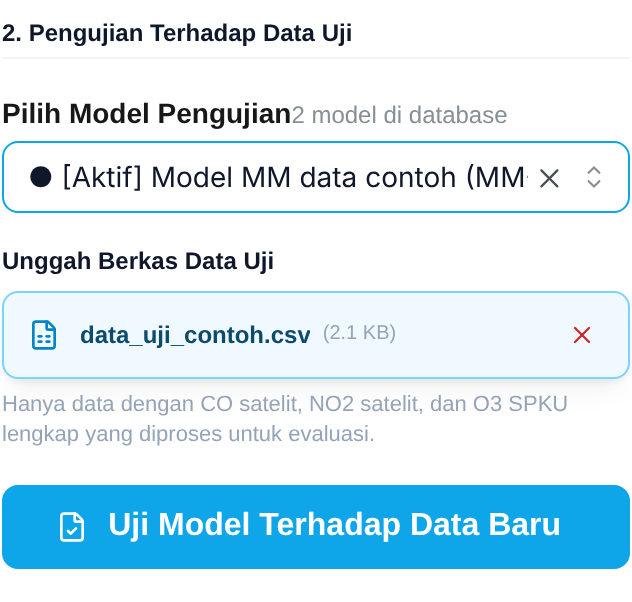 2. Pengujian Terhadap Data Uji
Pilih Model Pengujian 2 model di database
[Aktif] Model MM data contoh (MM-
Unggah Berkas Data Uji
data_uji_contoh.csv (2.1 KB)
Hanya data dengan CO satelit, NO2 satelit, dan O3 SPKU
lengkap yang diproses untuk evaluasi.
Uji Model Terhadap Data Baru